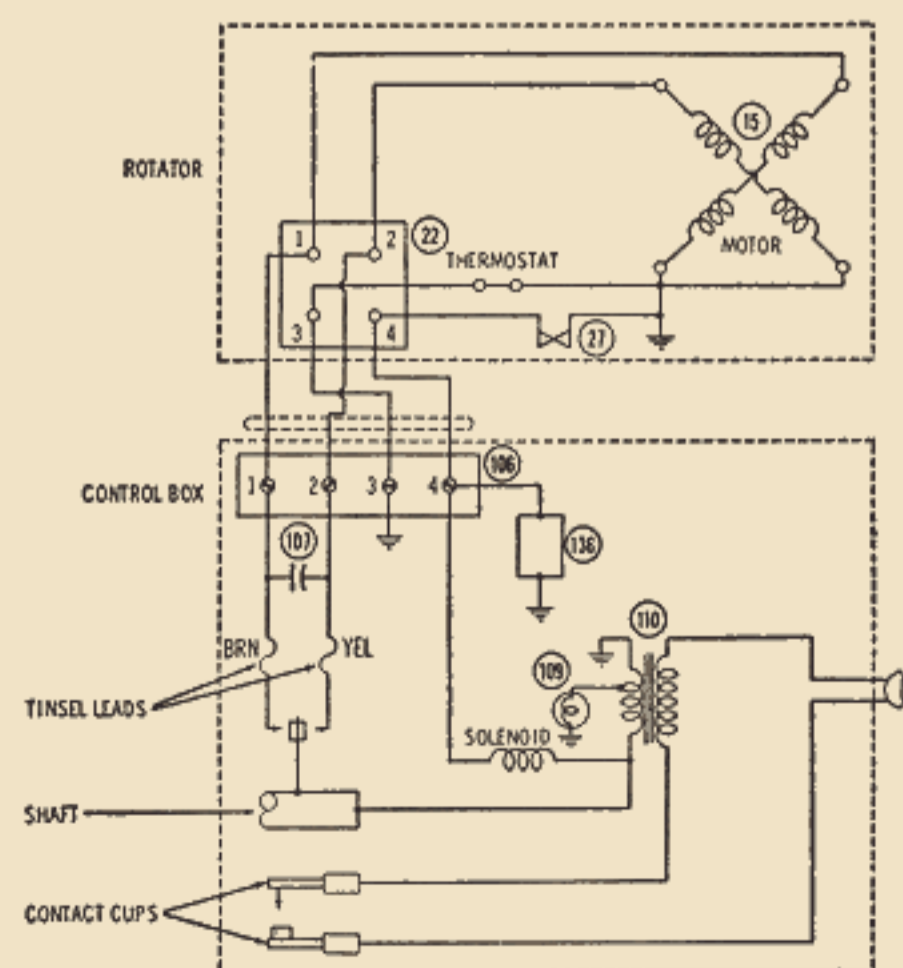 ROTATOR
15
MOTOR
1 2
22
THERMOSTAT
3 4
27
CONTROL BOX
1 2 3 4
106
107
136
BRN YEL
110
109
TINSEL LEADS
SOLENOID
SHAFT
CONTACT CUPS